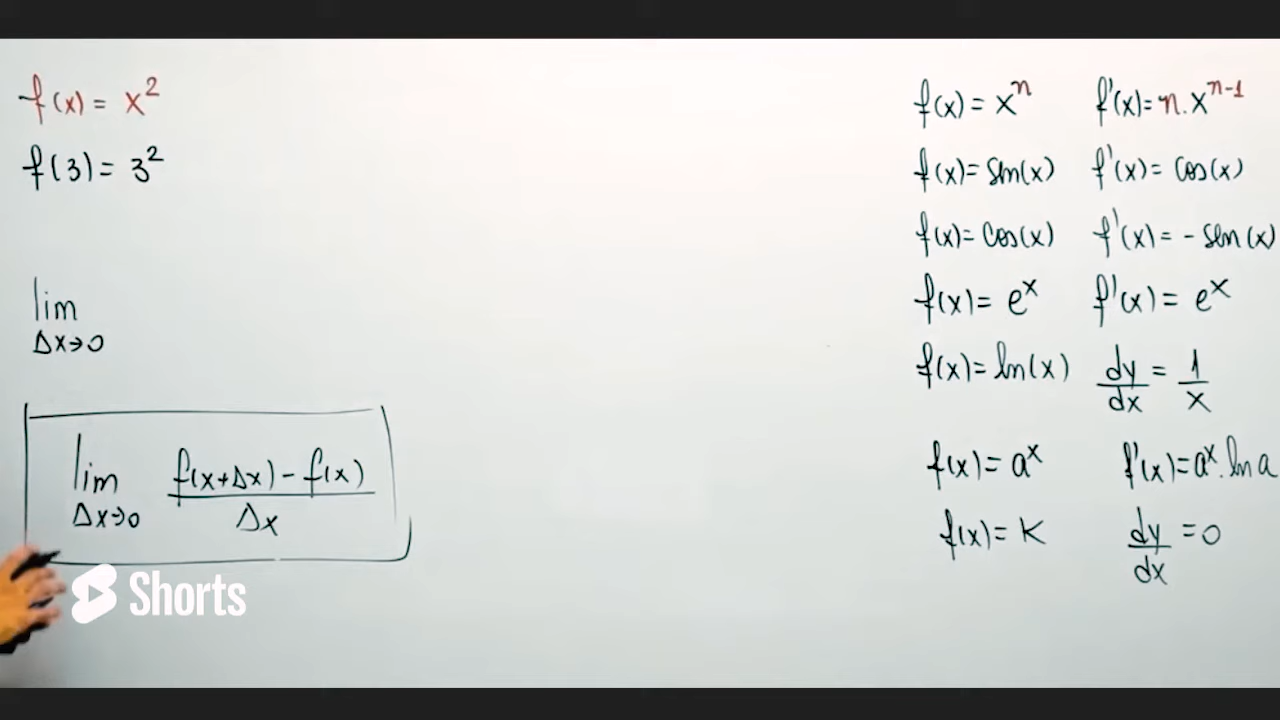 f(x) = x²
f(3) = 3²
lim
Δx→0
lim f(x+Δx) - f(x)
Δx→0 Δx
Shorts
f(x) = xⁿ f'(x) = n.xⁿ⁻¹
f(x) = sen(x) f'(x) = cos(x)
f(x) = cos(x) f'(x) = - sen(x)
f(x) = eˣ f'(x) = eˣ
f(x) = ln(x) dy/dx = 1/x
f(x) = aˣ f'(x) = aˣ.ln a
f(x) = K dy/dx = 0